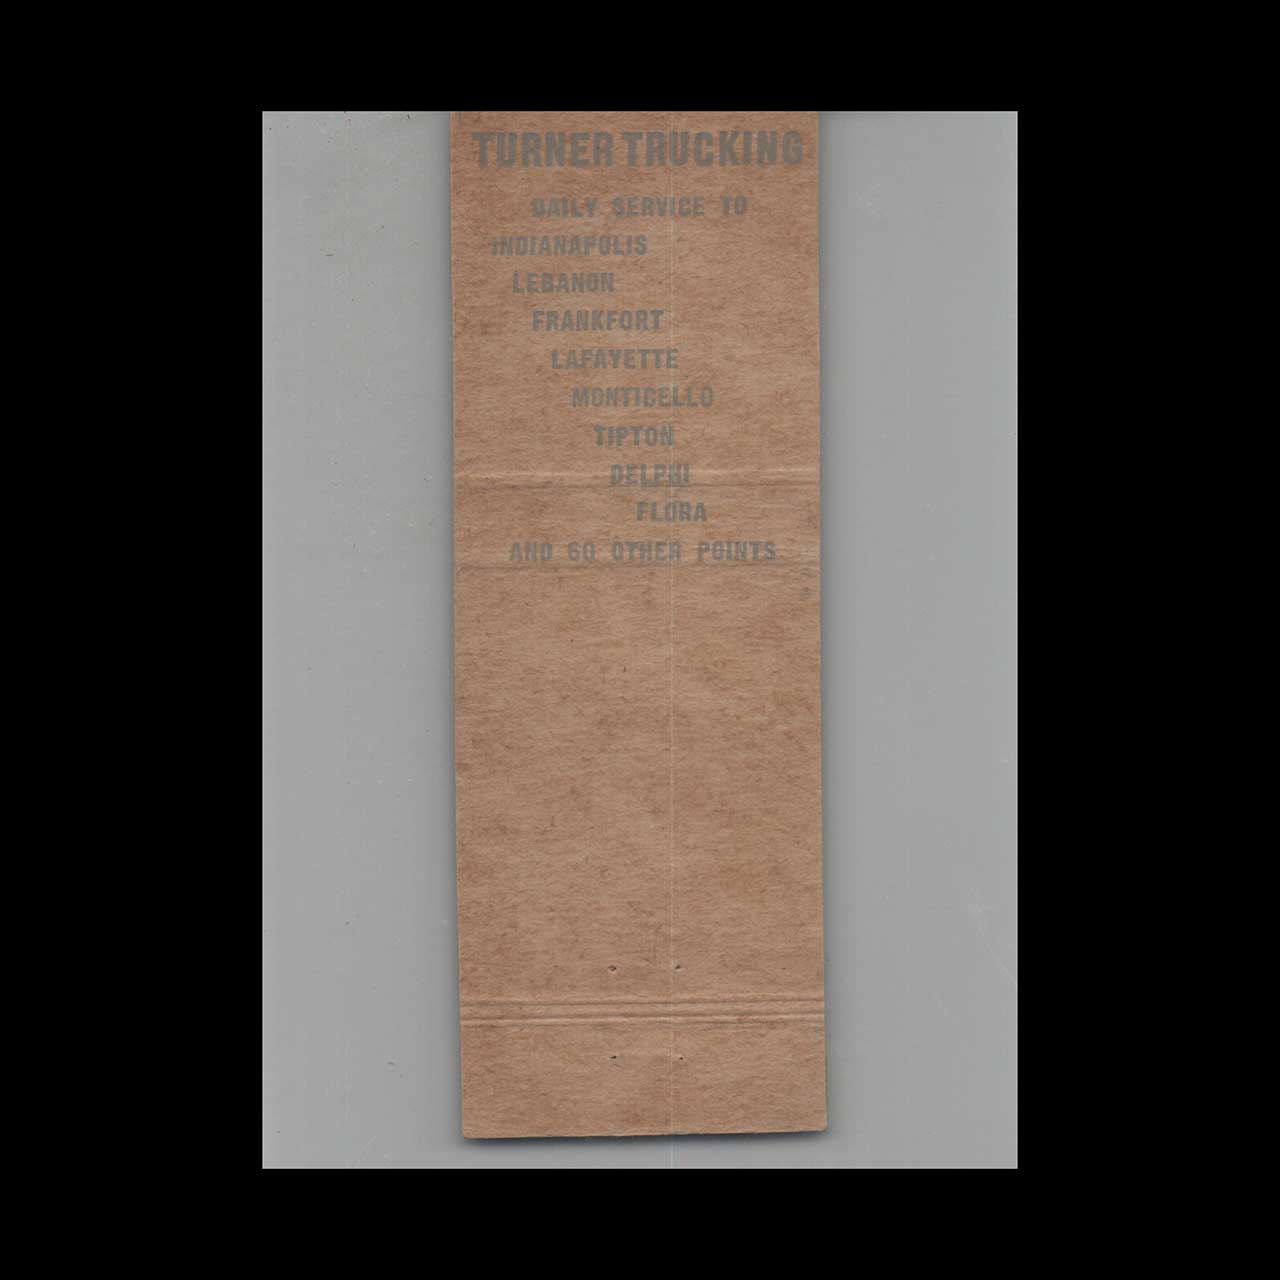 TURNER TRUCKING
DAILY SERVICE TO
INDIANAPOLIS
LEBANON
FRANKFORT
LAFAYETTE
MONTICELLO
TIPTON
DELPHI
FLORA
AND 60 OTHER POINTS